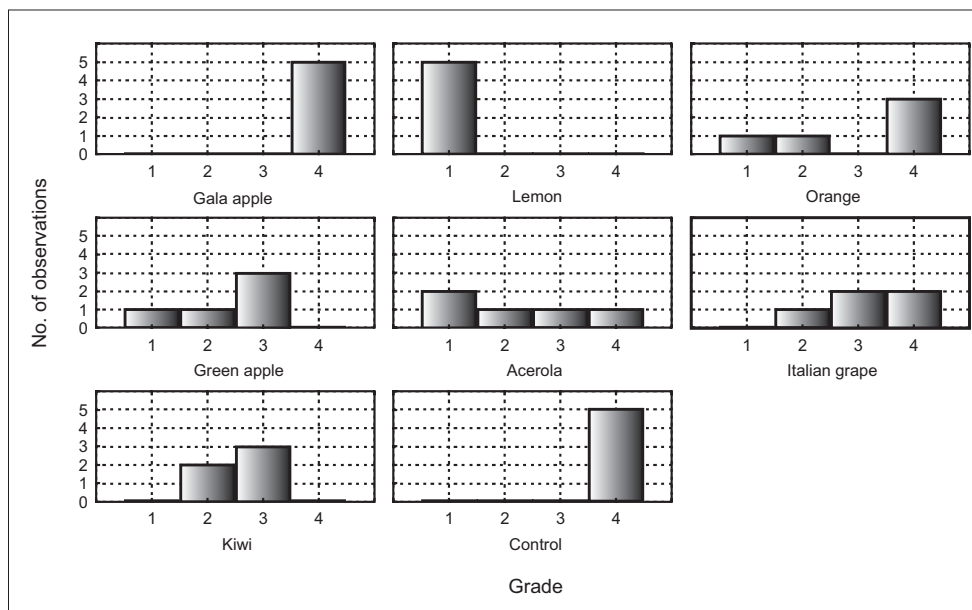 No. of observations
5
4
3
2
1
0
1 2 3 4
Gala apple
1 2 3 4
Lemon
1 2 3 4
Orange
5
4
3
2
1
0
1 2 3 4
Green apple
1 2 3 4
Acerola
1 2 3 4
Italian grape
5
4
3
2
1
0
1 2 3 4
Kiwi
1 2 3 4
Control
Grade